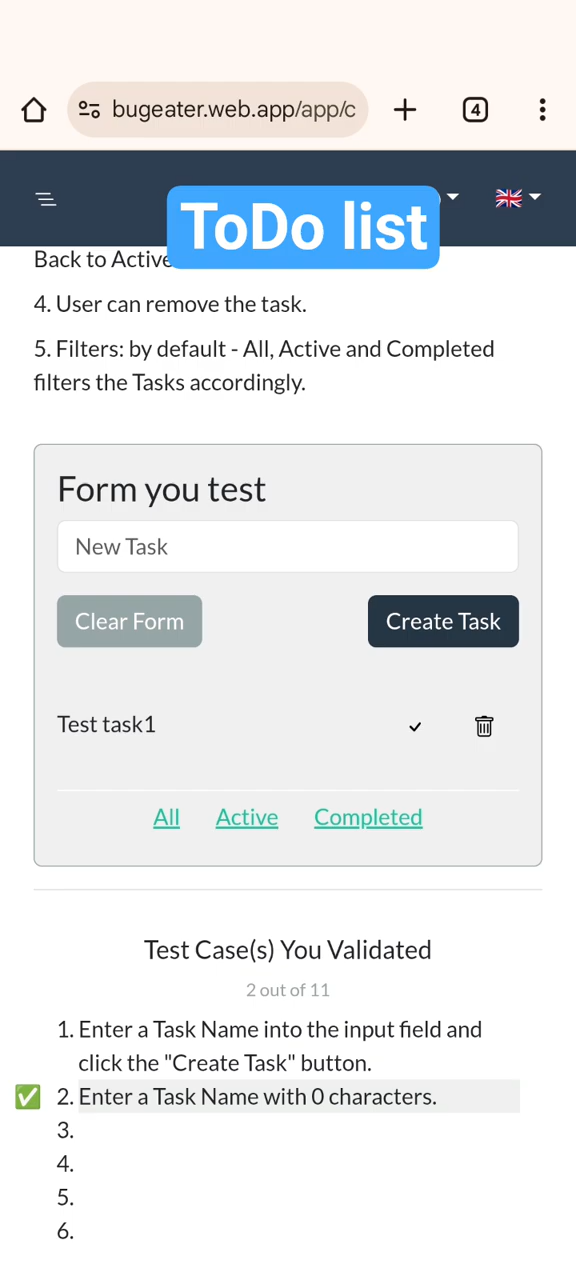 bugeater.web.app/app/c
4
ToDo list
Back to Active
4. User can remove the task.
5. Filters: by default - All, Active and Completed
filters the Tasks accordingly.
Form you test
New Task
Clear Form
Create Task
Test task1
All Active Completed
Test Case(s) You Validated
2 out of 11
1. Enter a Task Name into the input field and
click the "Create Task" button.
2. Enter a Task Name with 0 characters.
3.
4.
5.
6.